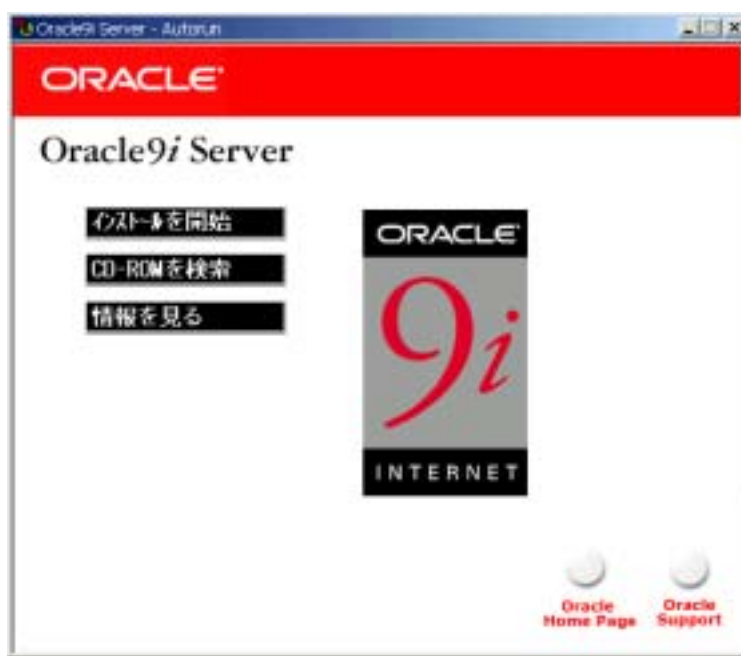 Oracle9i Server - Autorun
ORACLE
Oracle9i Server
インストールを開始
CD-ROMを検索
情報を見る
ORACLE
9i
INTERNET
Oracle
Home Page
Oracle
Support